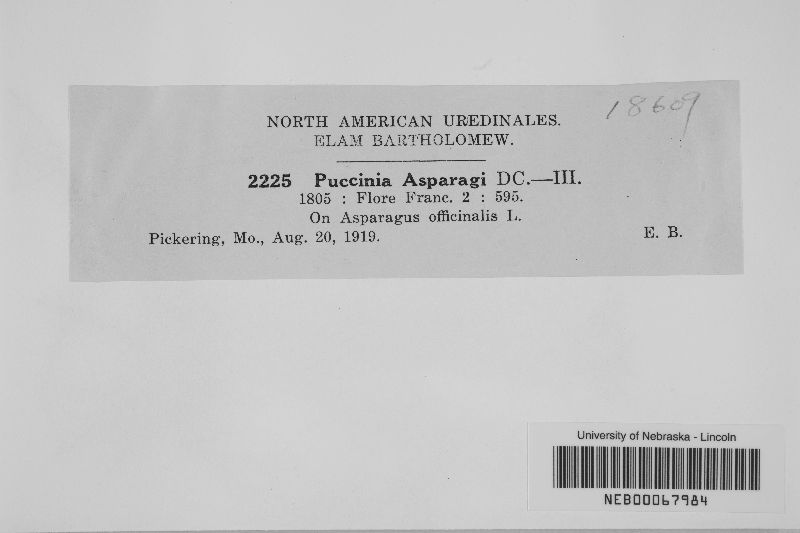 18609
NORTH AMERICAN UREDINALES.
ELAM BARTHOLOMEW.
2225 Puccinia Asparagi DC.—III.
1805 : Flore Franc. 2 : 595.
On Asparagus officinalis L.
Pickering, Mo., Aug. 20, 1919. E. B.
University of Nebraska - Lincoln
NEB00067984